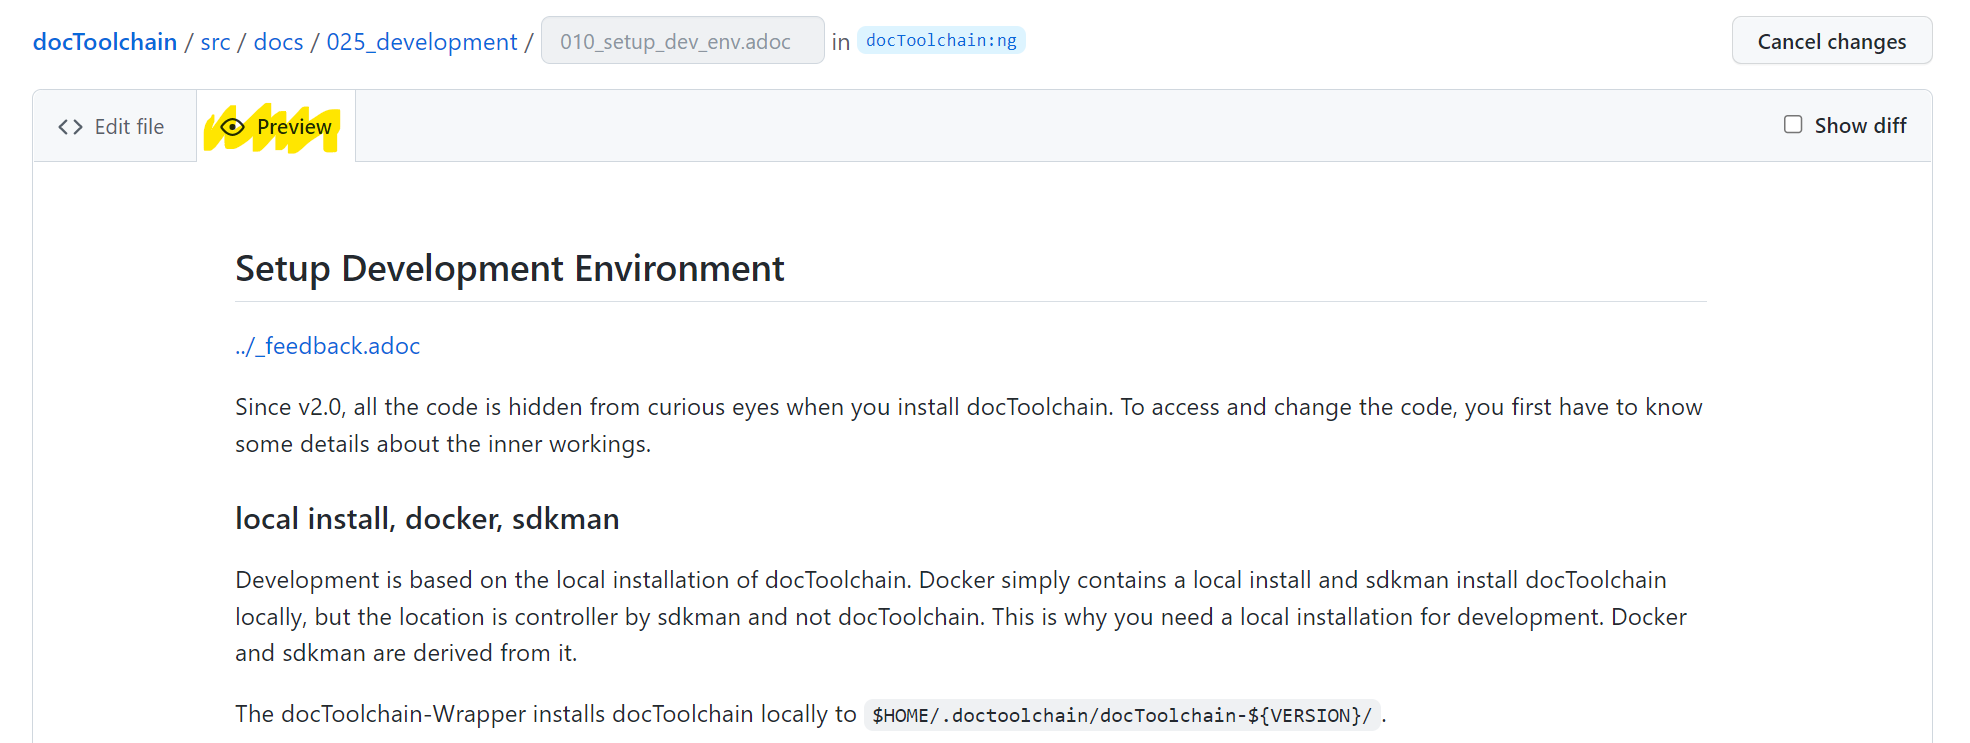 docToolchain / src / docs / 025_development / 010_setup_dev_env.adoc in docToolchain:ng Cancel changes
<> Edit file Preview Show diff
Setup Development Environment
../_feedback.adoc
Since v2.0, all the code is hidden from curious eyes when you install docToolchain. To access and change the code, you first have to know
some details about the inner workings.
local install, docker, sdkman
Development is based on the local installation of docToolchain. Docker simply contains a local install and sdkman install docToolchain
locally, but the location is controller by sdkman and not docToolchain. This is why you need a local installation for development. Docker
and sdkman are derived from it.
The docToolchain-Wrapper installs docToolchain locally to $HOME/.doctoolchain/docToolchain-${VERSION}/ .